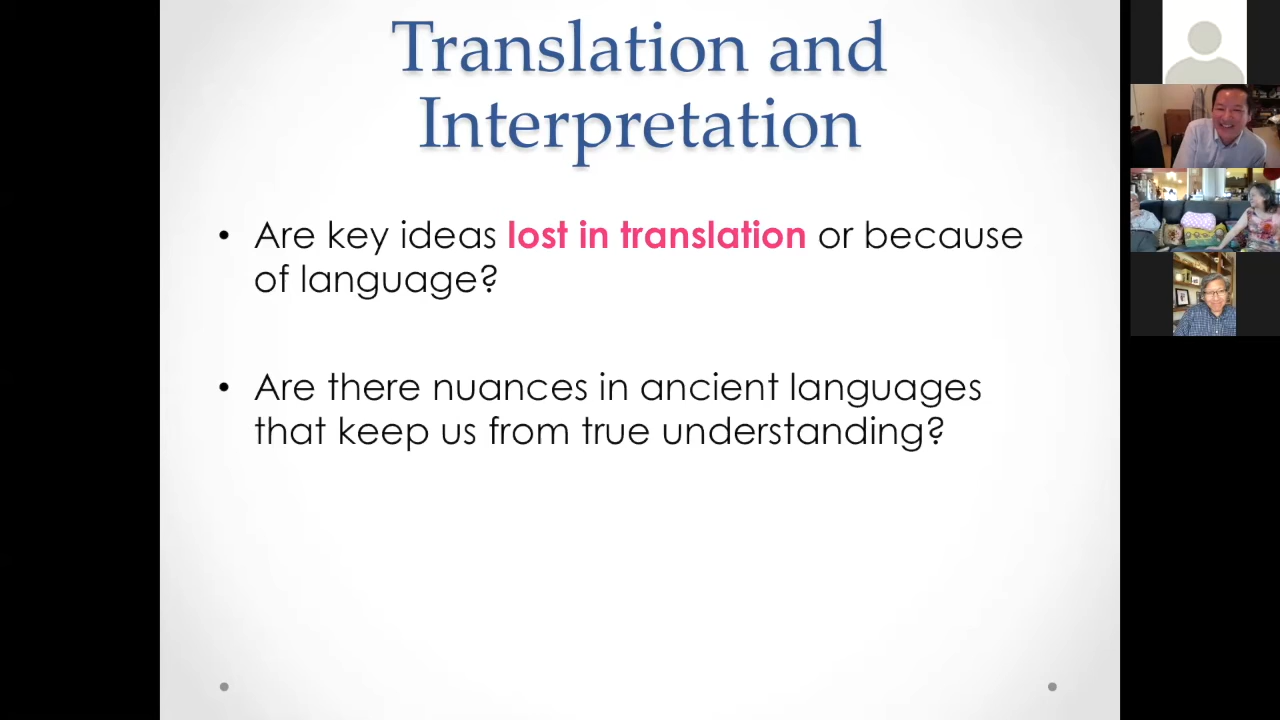 Translation and
Interpretation
• Are key ideas lost in translation or because
of language?
• Are there nuances in ancient languages
that keep us from true understanding?